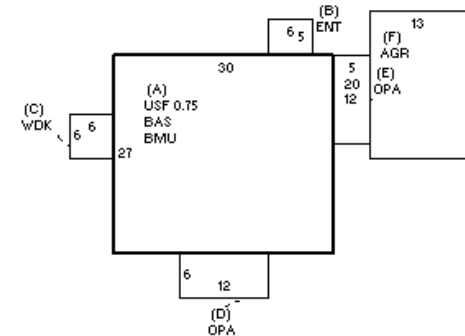 (B)
ENT
6 5
13
(F)
AGR
30
5
20
12
(E)
OPA
(A)
USF 0.75
BAS
BMU
(C)
WDK
6
6
27
6
12
(D)
OPA